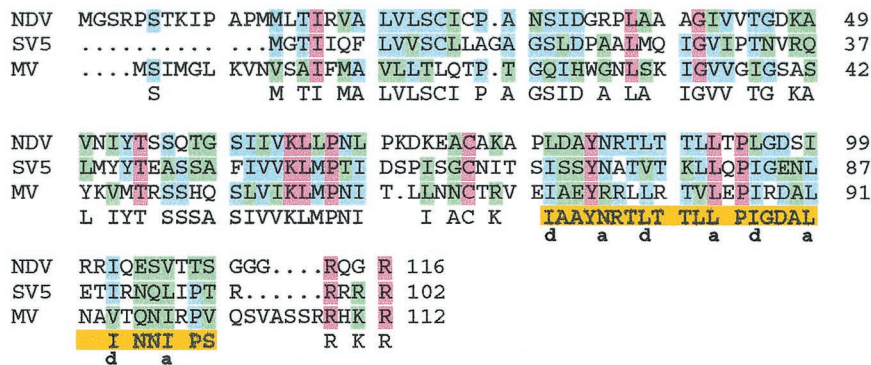 NDV MGSRPSTKIP APMMLTIRVA LVLSCICP.A NSIDGRPLAA AGIVVTGDKA 49
SV5 .......... ...MGTIIQF LVVSCLLAGA GSLDPAALMQ IGVIPTNVRQ 37
MV ....MSIMGL KVNVSAIFMA VLLTLQTP.T GQIHWGNLSK IGVVGIGSAS 42
S M TI MA LVLSCI P A GSID A LA IGVV TG KA
NDV VNIYTSSQTG SIIVKLLPNL PKDKEACAKA PLDAYNRTLT TLLTPLGDSI 99
SV5 LMYYTEASSA FIVVKLMPTI DSPISGCNIT SISSYNATVT KLLQPIGENL 87
MV YKVMTRSSHQ SLVIKLMPNI T.LLNNCTRV EIAEYRRLLR TVLEPIRDAL 91
L IYT SSSA SIVVKLMPNI I AC K IAAYNRTLT TLL PIGDAL
d a d a d a
NDV RRIQESVTTS GGG....RQG R 116
SV5 ETIRNQLIPT R......RRR R 102
MV NAVTQNIRPV QSVASSRRHK R 112
I NNI PS R K R
d a